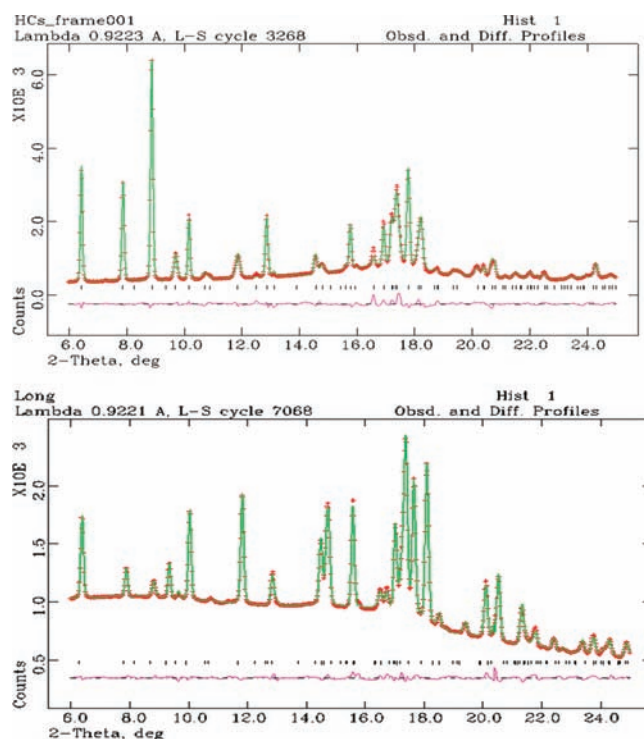 HCs_frame001 Hist 1
Lambda 0.9223 A, L-S cycle 3268 Obsd. and Diff. Profiles
X10E 3
6.0
4.0
2.0
0.0
Counts
6.0 8.0 10.0 12.0 14.0 16.0 18.0 20.0 22.0 24.0
2-Theta, deg
Long Hist 1
Lambda 0.9221 A, L-S cycle 7068 Obsd. and Diff. Profiles
X10E 3
2.0
1.5
1.0
0.5
Counts
6.0 8.0 10.0 12.0 14.0 16.0 18.0 20.0 22.0 24.0
2-Theta, deg